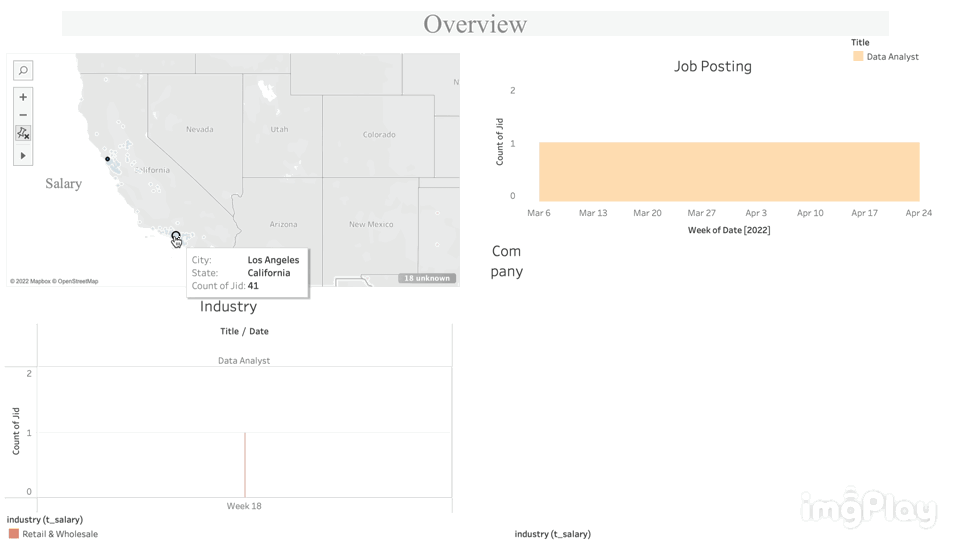 Overview
Title
Data Analyst
Job Posting
2
Count of Jid
1
0
Mar 6 Mar 13 Mar 20 Mar 27 Apr 3 Apr 10 Apr 17 Apr 24
Week of Date [2022]
Nevada
Utah
Colorado
N
alifornia
Salary
Arizona
New Mexico
City: Los Angeles
State: California
Count of Jid: 41
© 2022 Mapbox © OpenStreetMap
18 unknown
Com
pany
Industry
Title / Date
Data Analyst
2
Count of Jid
1
0
Week 18
industry (t_salary)
Retail & Wholesale
industry (t_salary)
imgPlay